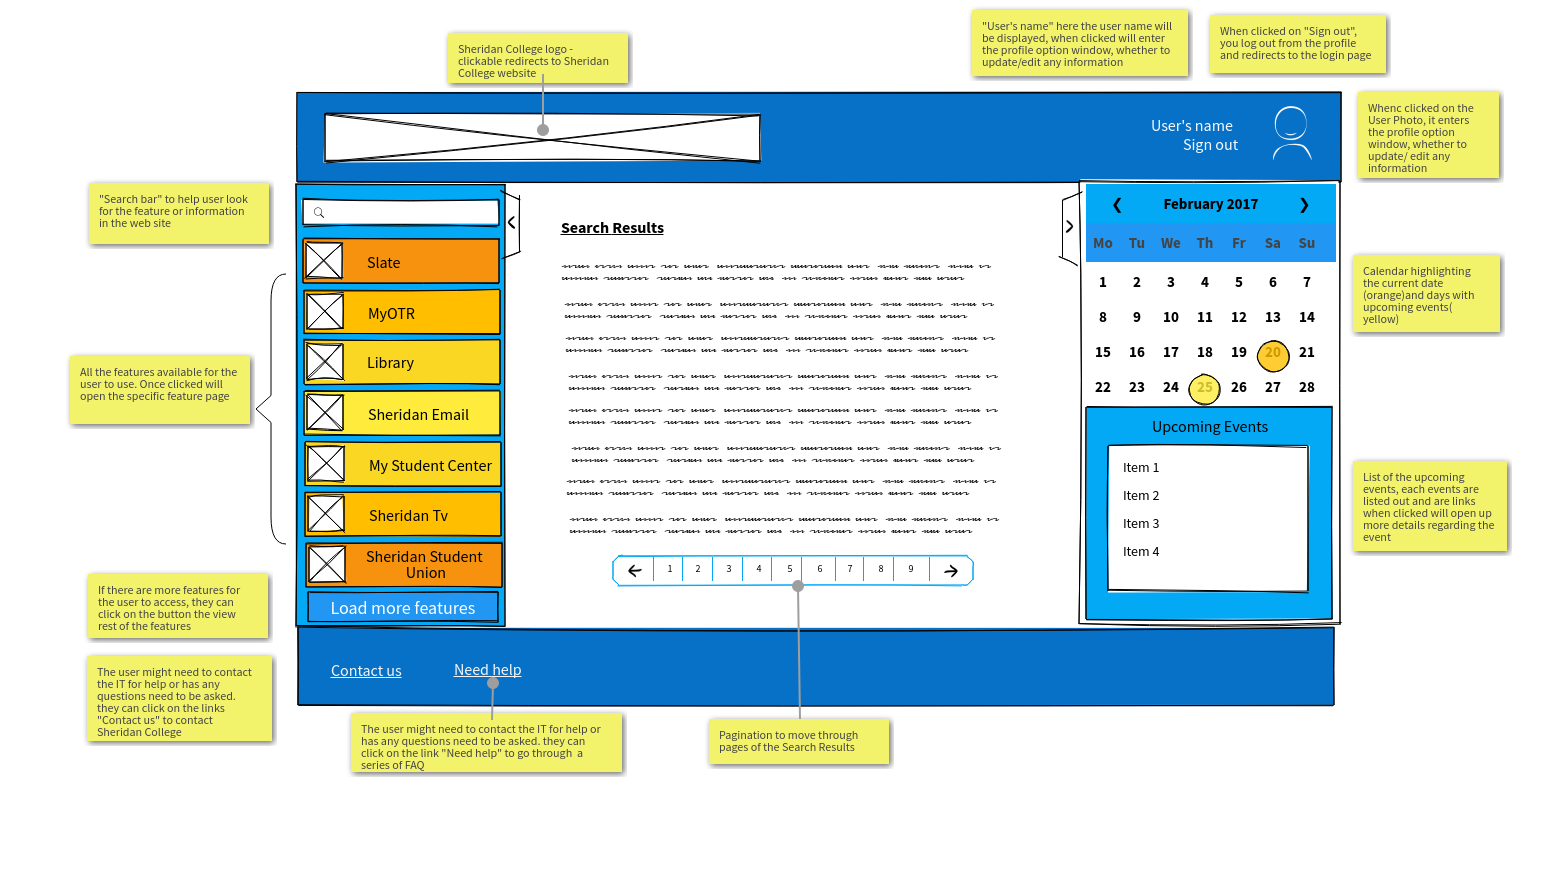 "User's name" here the user name will
be displayed, when clicked will enter
the profile option window, whether to
update/edit any information
When clicked on "Sign out",
you log out from the profile
and redirects to the login page
Sheridan College logo -
clickable redirects to Sheridan
College website
Whenc clicked on the
User Photo, it enters
the profile option
window, whether to
update/ edit any
information
User's name
Sign out
"Search bar" to help user look
for the feature or information
in the web site
Slate
MyOTR
Library
Sheridan Email
My Student Center
Sheridan Tv
Sheridan Student
Union
Load more features
<
Search Results
>
❮ February 2017 ❯
Mo Tu We Th Fr Sa Su
1 2 3 4 5 6 7
8 9 10 11 12 13 14
15 16 17 18 19 20 21
22 23 24 25 26 27 28
Upcoming Events
Item 1
Item 2
Item 3
Item 4
Calendar highlighting
the current date
(orange)and days with
upcoming events(
yellow)
All the features available for the
user to use. Once clicked will
open the specific feature page
List of the upcoming
events, each events are
listed out and are links
when clicked will open up
more details regarding the
event
← 1 2 3 4 5 6 7 8 9 →
If there are more features for
the user to access, they can
click on the button the view
rest of the features
The user might need to contact
the IT for help or has any
questions need to be asked.
they can click on the links
"Contact us" to contact
Sheridan College
Contact us
Need help
The user might need to contact the IT for help or
has any questions need to be asked. they can
click on the link "Need help" to go through a
series of FAQ
Pagination to move through
pages of the Search Results